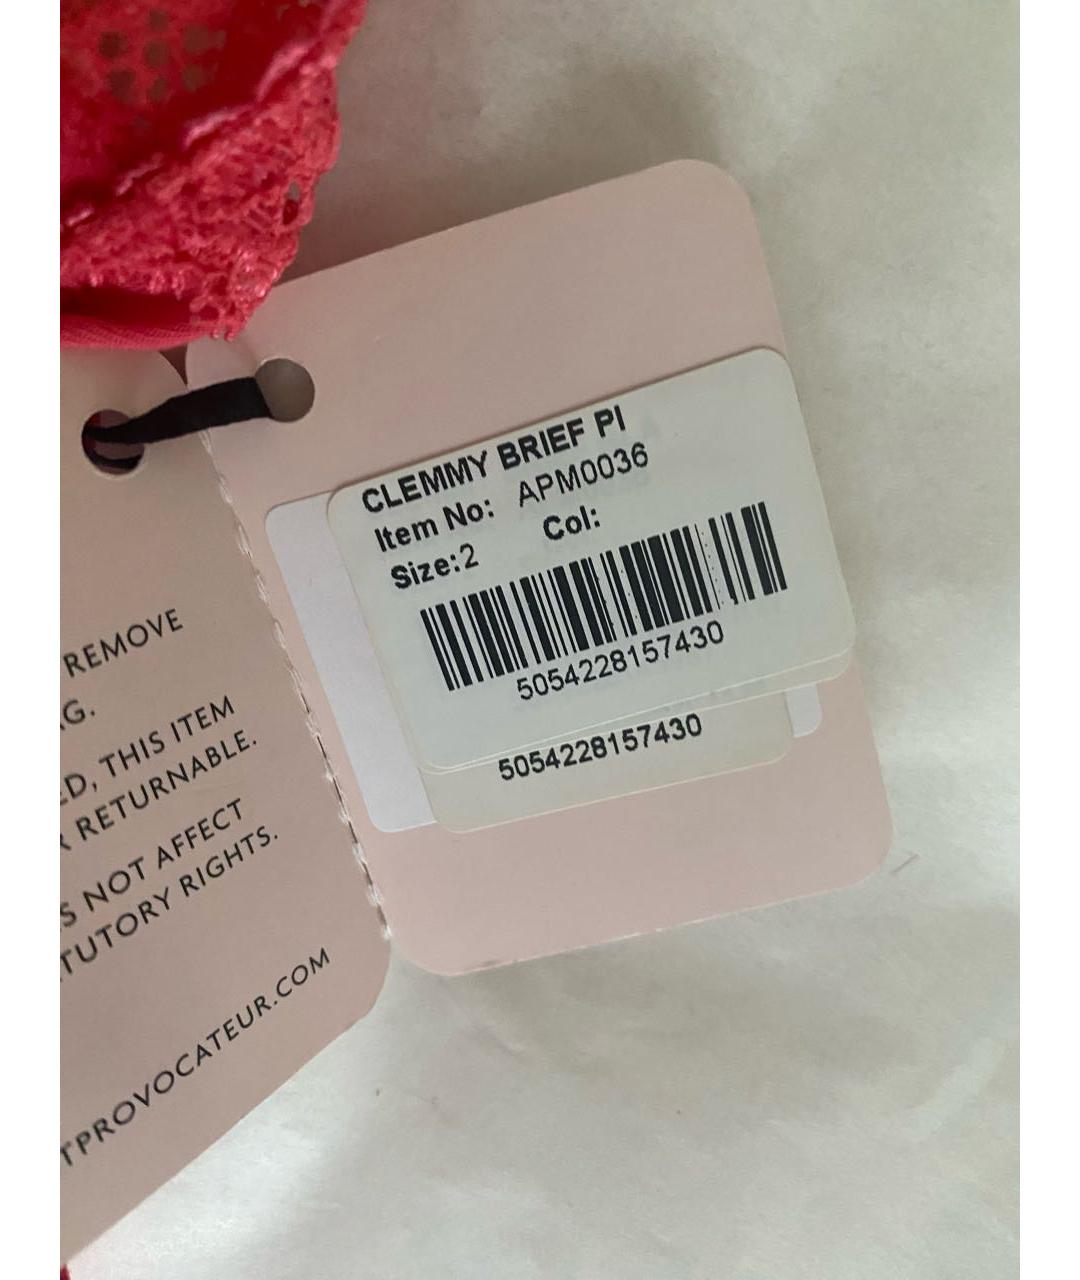 CLEMMY BRIEF PI
Item No: APM0036
Size:2 Col:
5054228157430
5054228157430
REMOVE
G.
D, THIS ITEM
RETURNABLE.
S NOT AFFECT
TUTORY RIGHTS.
TPROVOCATEUR.COM